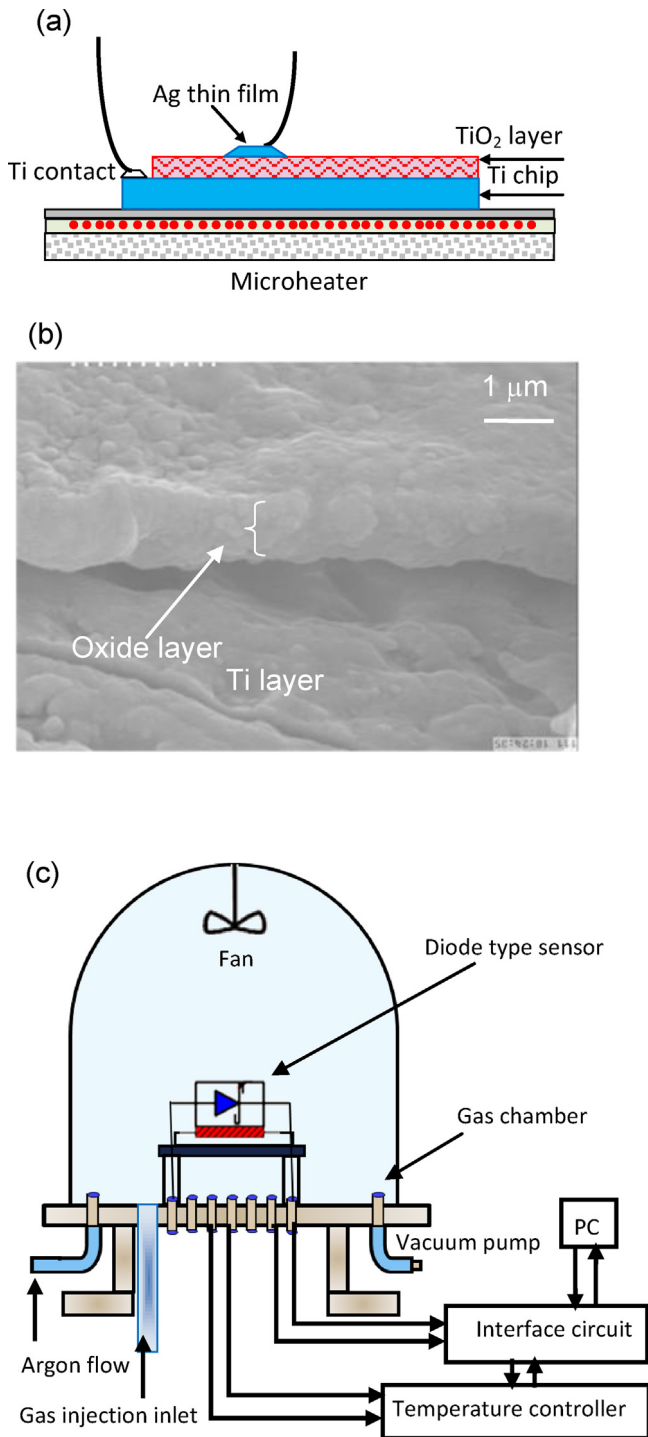 (a)
Ag thin film
TiO₂ layer
Ti contact
Ti chip
Microheater
(b)
1 μm
Oxide layer
Ti layer
(c)
Fan
Diode type sensor
Gas chamber
PC
Vacuum pump
Interface circuit
Argon flow
Gas injection inlet
Temperature controller